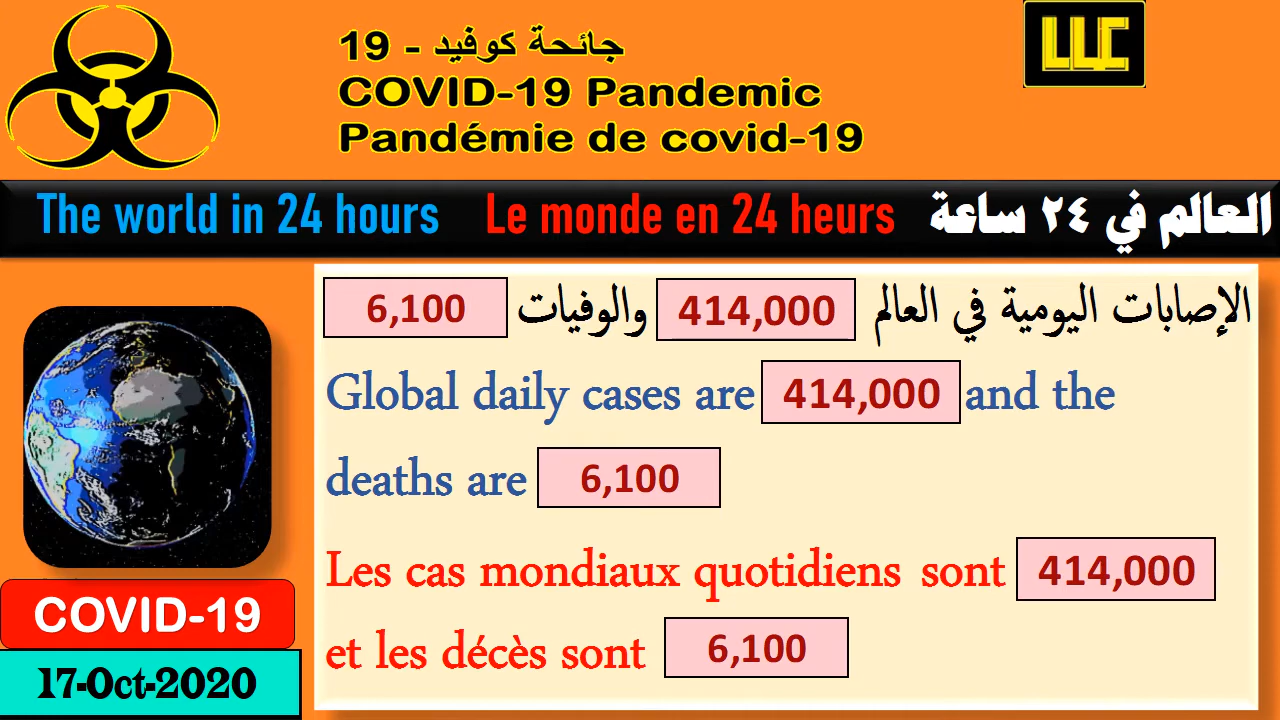 جائحة كوفيد - 19
COVID-19 Pandemic
Pandémie de covid-19
LLC
The world in 24 hours Le monde en 24 heurs العالم في ٢٤ ساعة
الإصابات اليومية في العالم 414,000 والوفيات 6,100
Global daily cases are 414,000 and the
deaths are 6,100
Les cas mondiaux quotidiens sont 414,000
et les décès sont 6,100
COVID-19
17-Oct-2020